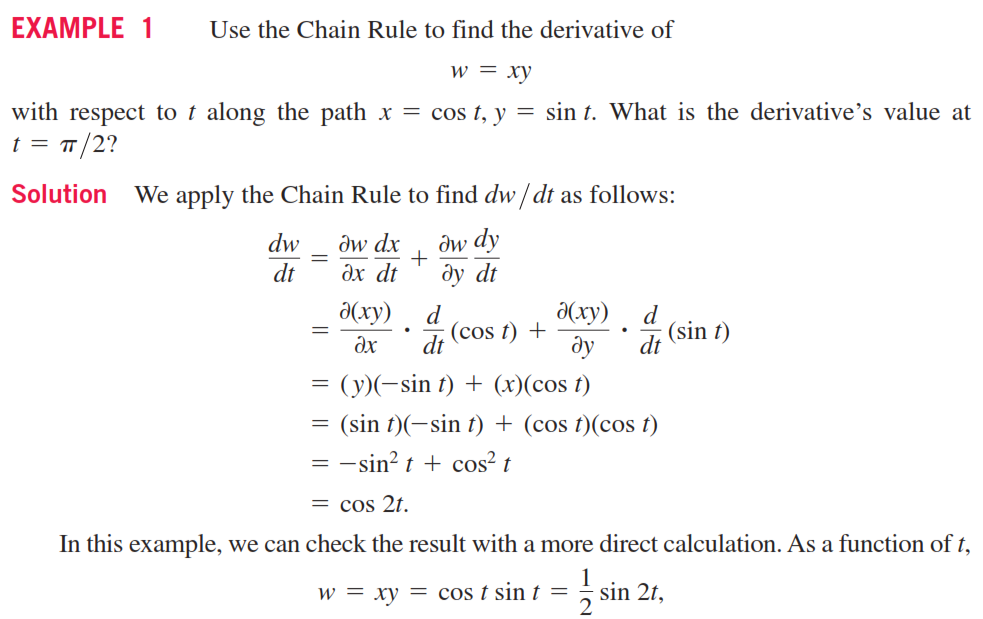 EXAMPLE 1 Use the Chain Rule to find the derivative of
w = xy
with respect to t along the path x = cos t, y = sin t. What is the derivative's value at
t = π/2?
Solution We apply the Chain Rule to find dw/dt as follows:
dw/dt = ∂w/∂x dx/dt + ∂w/∂y dy/dt
= ∂(xy)/∂x · d/dt (cos t) + ∂(xy)/∂y · d/dt (sin t)
= (y)(−sin t) + (x)(cos t)
= (sin t)(−sin t) + (cos t)(cos t)
= −sin² t + cos² t
= cos 2t.
In this example, we can check the result with a more direct calculation. As a function of t,
w = xy = cos t sin t = 1/2 sin 2t,